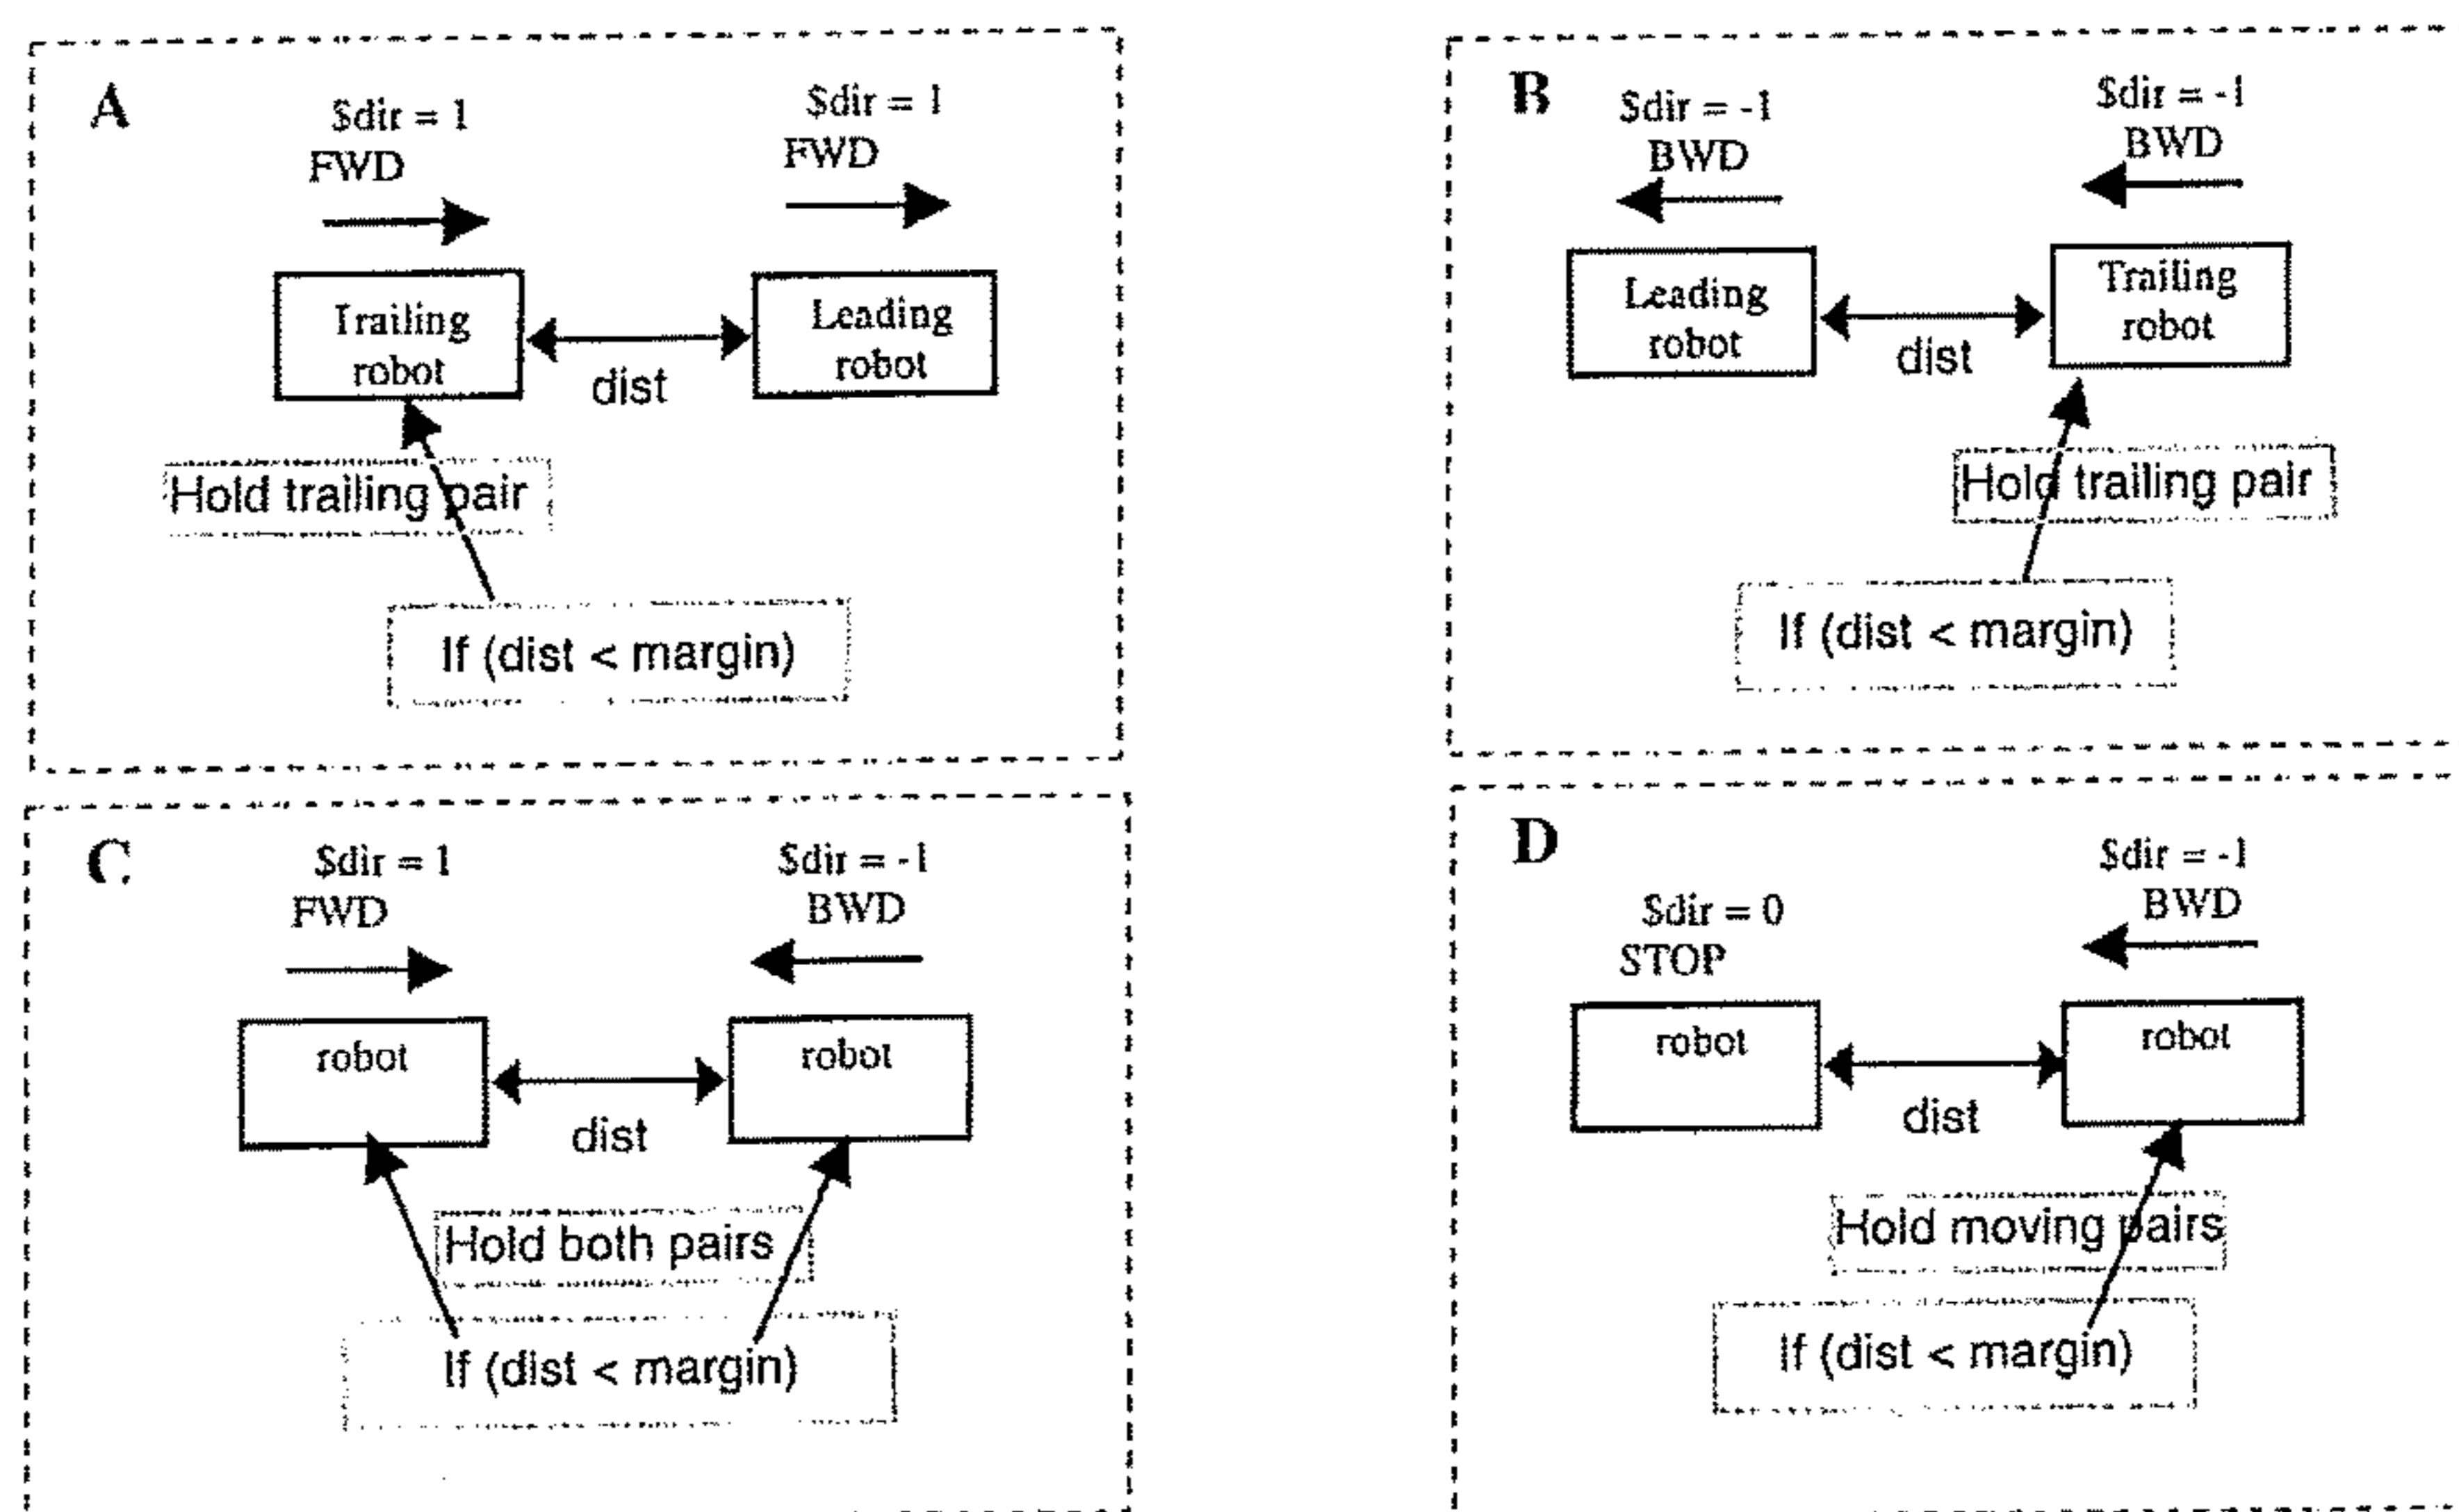 A
$dir = 1
FWD
$dir = 1
FWD
Trailing
robot
Leading
robot
dist
Hold trailing pair
If (dist < margin)
B
$dir = -1
BWD
$dir = -1
BWD
Leading
robot
Trailing
robot
dist
Hold trailing pair
If (dist < margin)
C
$dir = 1
FWD
$dir = -1
BWD
robot
robot
dist
Hold both pairs
If (dist < margin)
D
$dir = 0
STOP
$dir = -1
BWD
robot
robot
dist
Hold moving pairs
If (dist < margin)